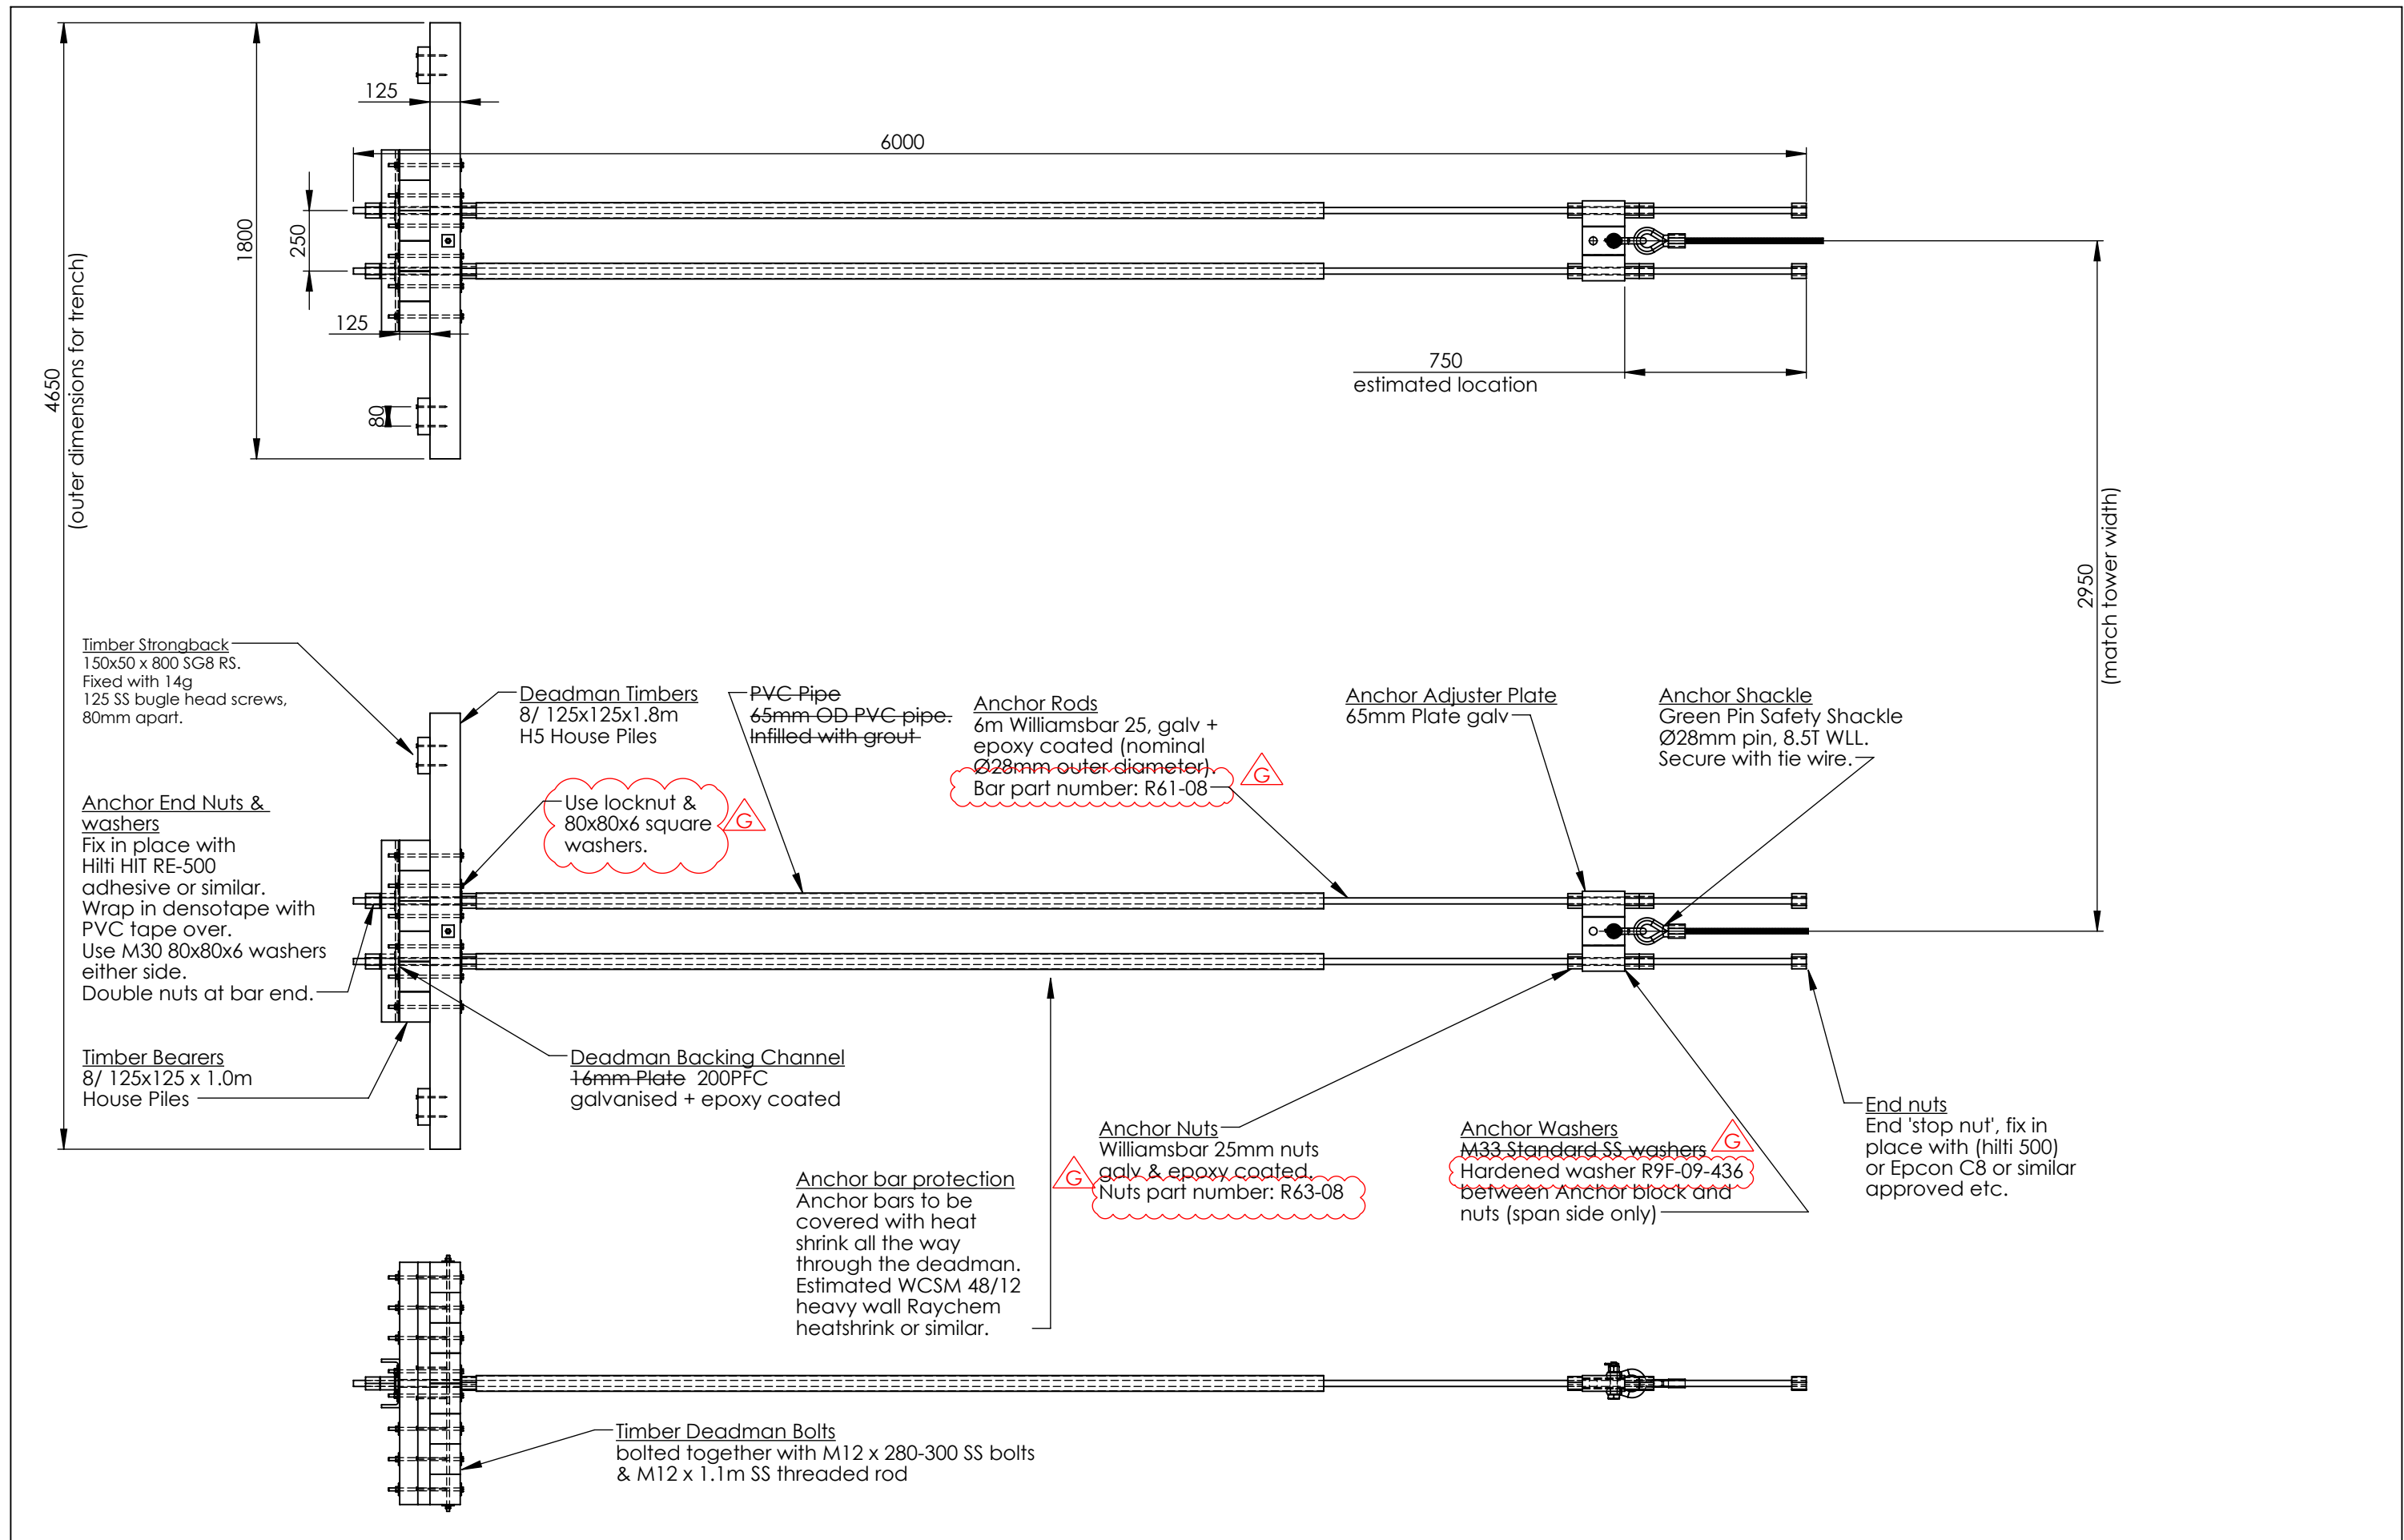 125
6000
1800
250
125
4650
(outer dimensions for trench)
80
750
estimated location
2950
(match tower width)
Timber Strongback
150x50 x 800 SG8 RS.
Fixed with 14g
125 SS bugle head screws,
80mm apart.
Deadman Timbers
8/ 125x125x1.8m
H5 House Piles
PVC Pipe
65mm OD PVC pipe.
Infilled with grout
Anchor Rods
6m Williamsbar 25, galv +
epoxy coated (nominal
Ø28mm outer diameter).
Bar part number: R61-08
G
Anchor Adjuster Plate
65mm Plate galv
Anchor Shackle
Green Pin Safety Shackle
Ø28mm pin, 8.5T WLL.
Secure with tie wire.
Use locknut &
80x80x6 square
washers.
G
Anchor End Nuts &
washers
Fix in place with
Hilti HIT RE-500
adhesive or similar.
Wrap in densotape with
PVC tape over.
Use M30 80x80x6 washers
either side.
Double nuts at bar end.
Timber Bearers
8/ 125x125 x 1.0m
House Piles
Deadman Backing Channel
16mm Plate 200PFC
galvanised + epoxy coated
Anchor bar protection
Anchor bars to be
covered with heat
shrink all the way
through the deadman.
Estimated WCSM 48/12
heavy wall Raychem
heatshrink or similar.
Anchor Nuts
Williamsbar 25mm nuts
galv & epoxy coated.
Nuts part number: R63-08
G
Anchor Washers
M33 Standard SS washers
Hardened washer R9F-09-436
between Anchor block and
nuts (span side only)
G
End nuts
End 'stop nut', fix in
place with (hilti 500)
or Epcon C8 or similar
approved etc.
Timber Deadman Bolts
bolted together with M12 x 280-300 SS bolts
& M12 x 1.1m SS threaded rod